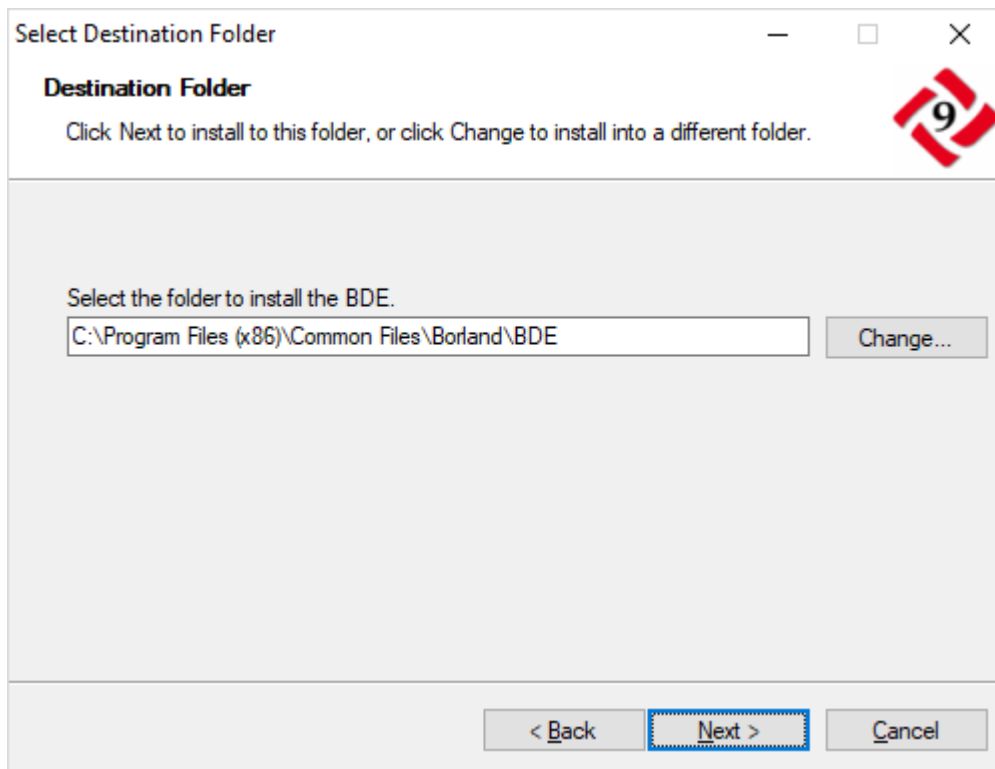 Select Destination Folder
Destination Folder
Click Next to install to this folder, or click Change to install into a different folder.
9
Select the folder to install the BDE.
C:\Program Files (x86)\Common Files\Borland\BDE
Change...
< Back
Next >
Cancel